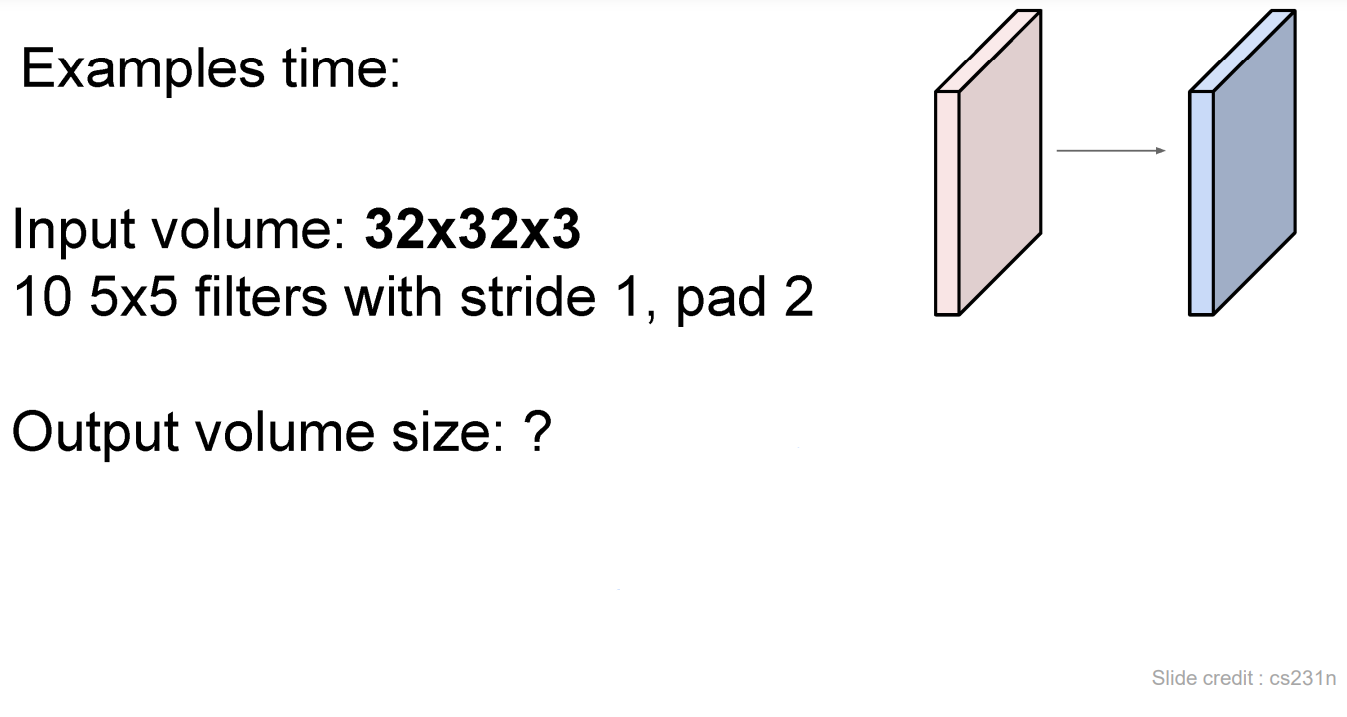 Examples time:
Input volume: 32x32x3
10 5x5 filters with stride 1, pad 2
Output volume size: ?
Slide credit : cs231n